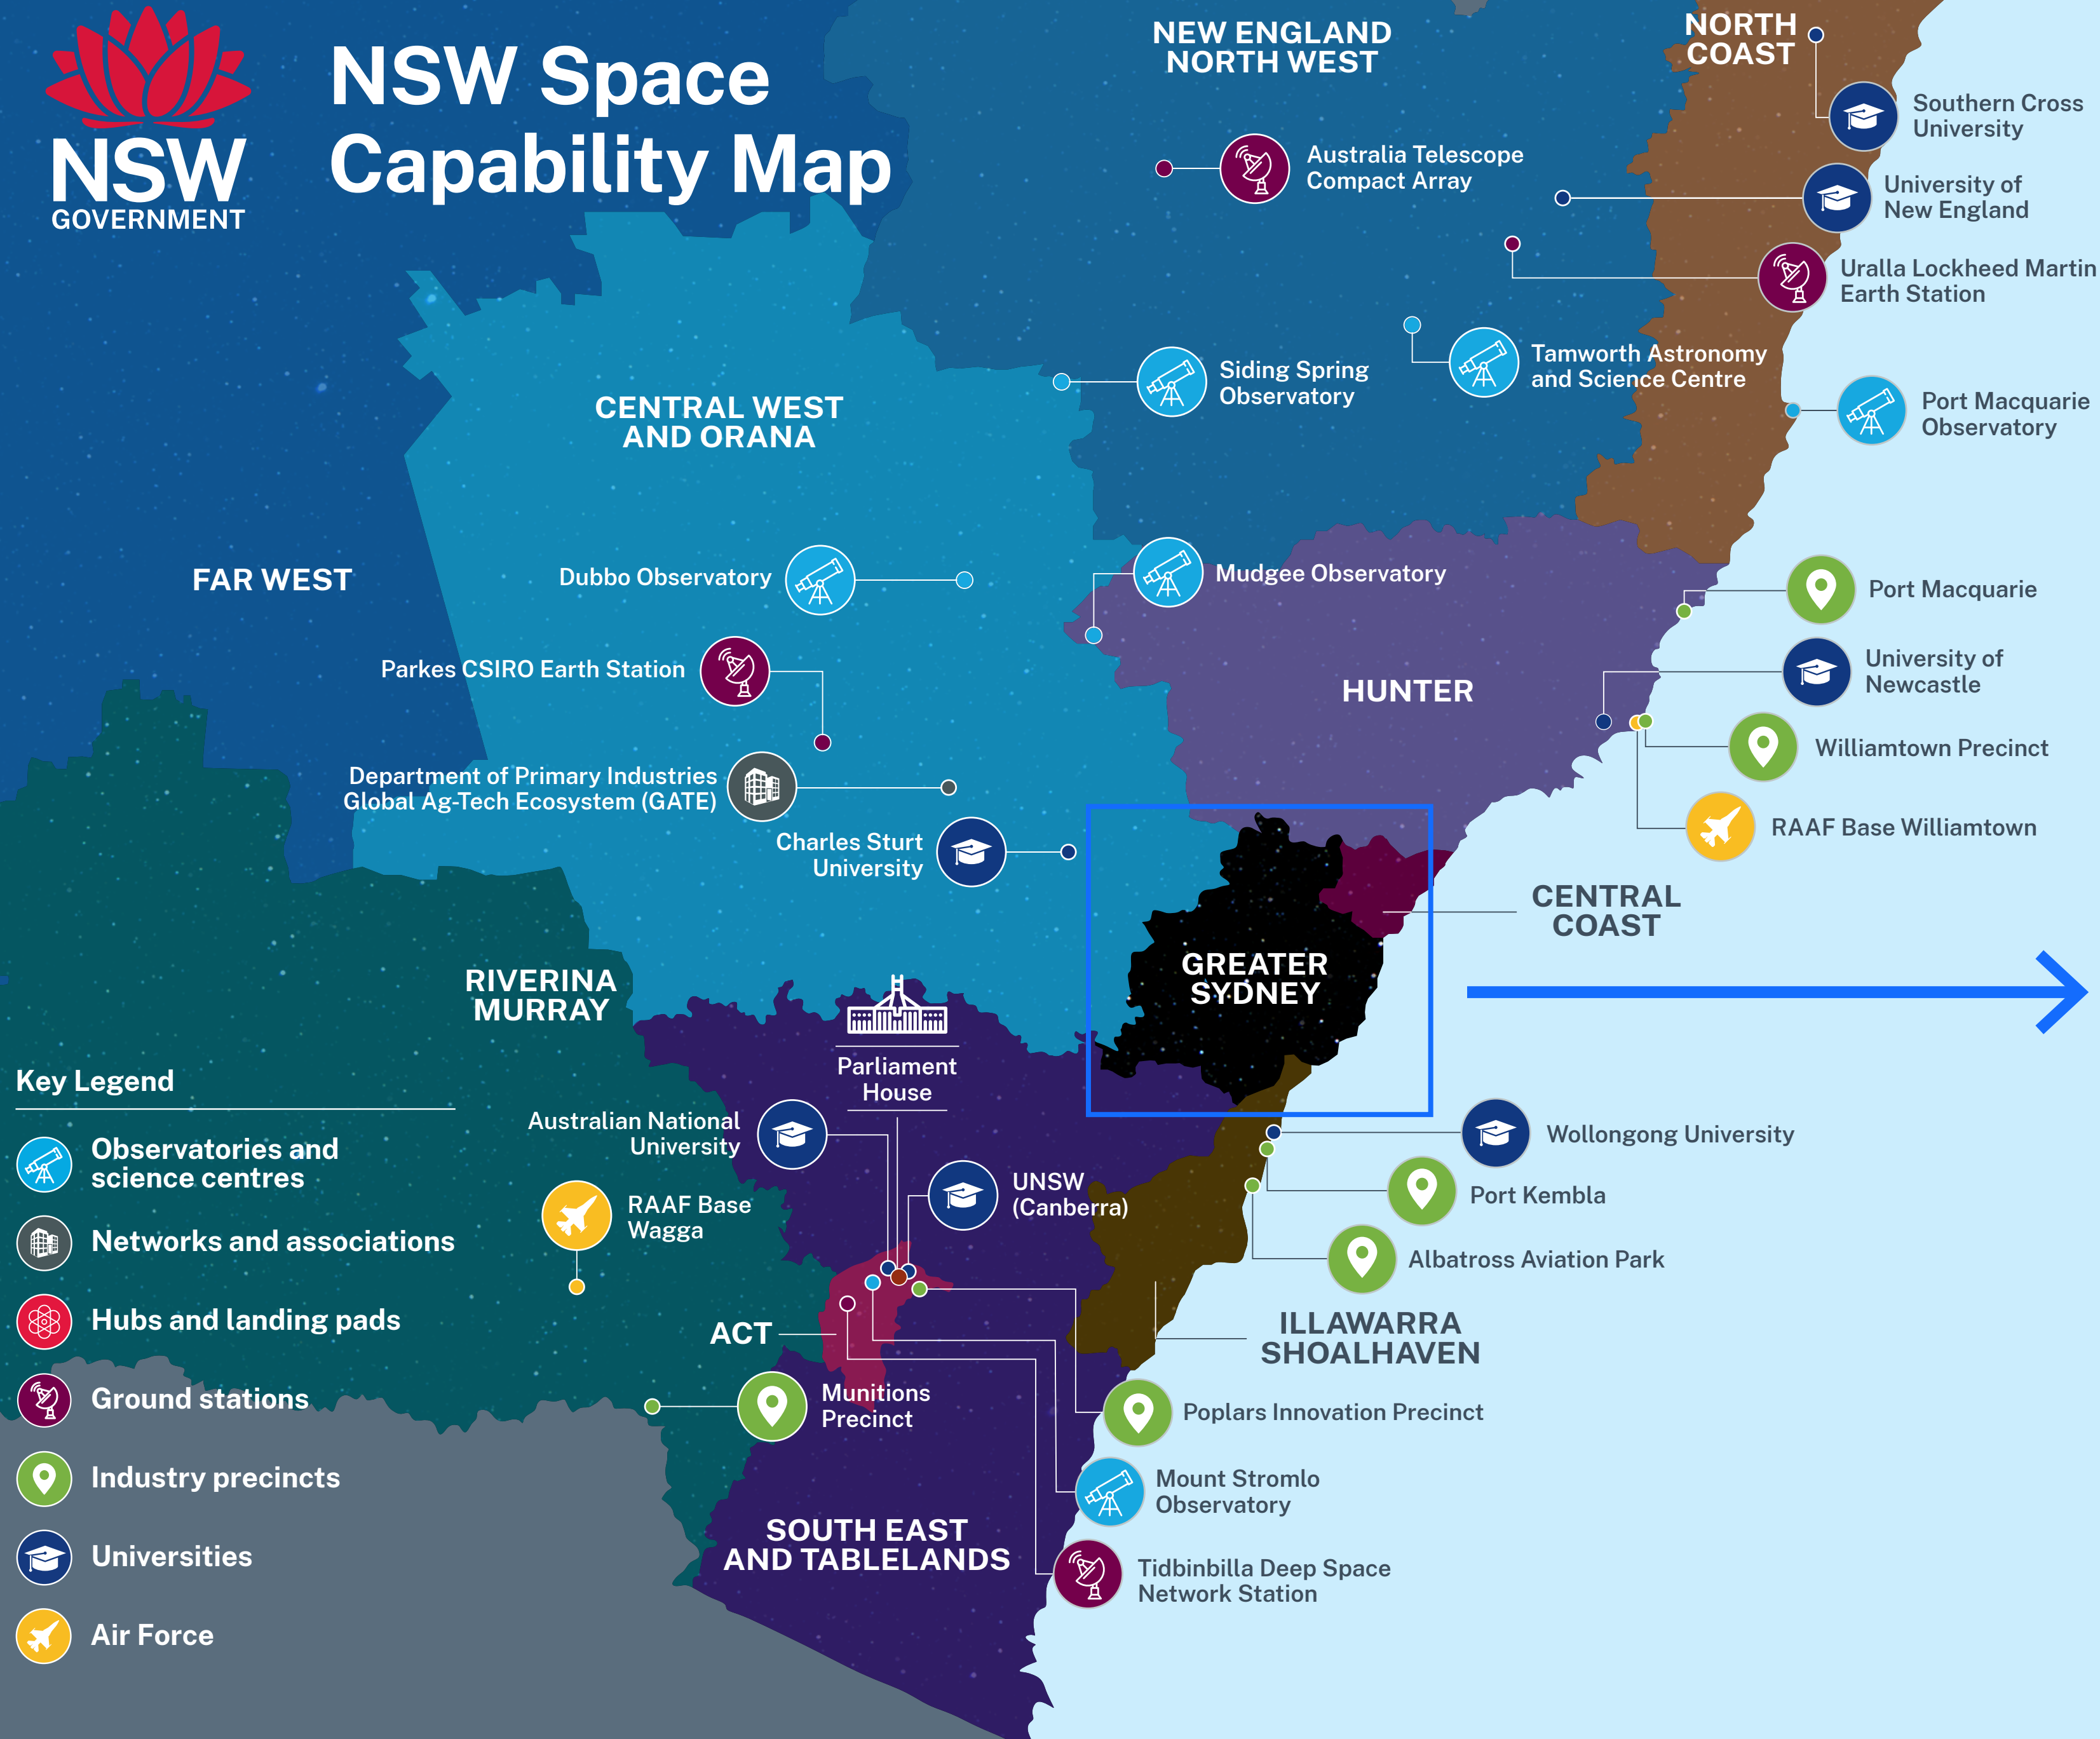 NSW
GOVERNMENT
NSW Space
Capability Map
NEW ENGLAND
NORTH WEST
NORTH
COAST
Southern Cross
University
Australia Telescope
Compact Array
University of
New England
Uralla Lockheed Martin
Earth Station
Siding Spring
Observatory
Tamworth Astronomy
and Science Centre
Port Macquarie
Observatory
CENTRAL WEST
AND ORANA
FAR WEST
Dubbo Observatory
Mudgee Observatory
Port Macquarie
Parkes CSIRO Earth Station
HUNTER
University of
Newcastle
Williamtown Precinct
Department of Primary Industries
Global Ag-Tech Ecosystem (GATE)
RAAF Base Williamtown
Charles Sturt
University
CENTRAL
COAST
GREATER
SYDNEY
RIVERINA
MURRAY
Parliament
House
Australian National
University
Wollongong University
UNSW
(Canberra)
Port Kembla
RAAF Base
Wagga
Albatross Aviation Park
ACT
ILLAWARRA
SHOALHAVEN
Munitions
Precinct
Poplars Innovation Precinct
Mount Stromlo
Observatory
SOUTH EAST
AND TABLELANDS
Tidbinbilla Deep Space
Network Station
Key Legend
Observatories and
science centres
Networks and associations
Hubs and landing pads
Ground stations
Industry precincts
Universities
Air Force